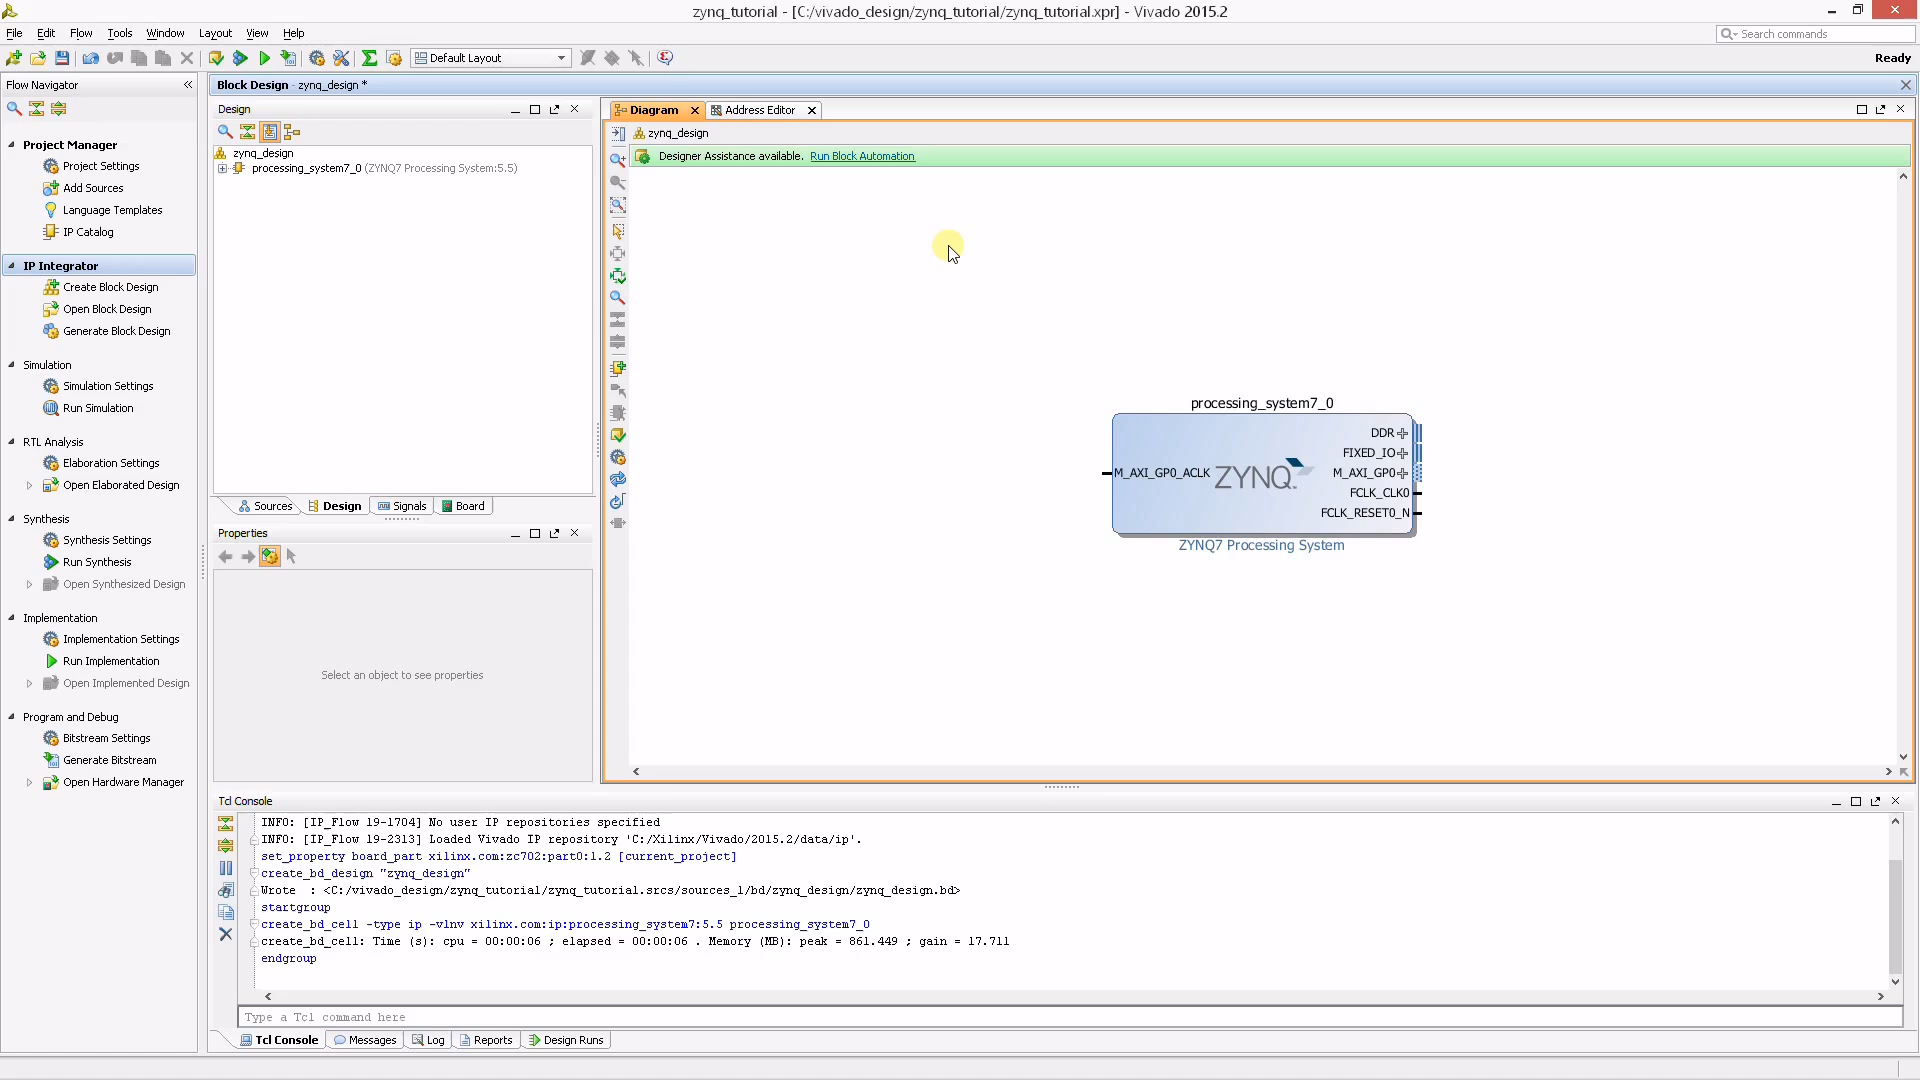 zynq_tutorial - [C:/vivado_design/zynq_tutorial/zynq_tutorial.xpr] - Vivado 2015.2
File Edit Flow Tools Window Layout View Help
Search commands
Default Layout
Ready
Flow Navigator
Project Manager
Project Settings
Add Sources
Language Templates
IP Catalog
IP Integrator
Create Block Design
Open Block Design
Generate Block Design
Simulation
Simulation Settings
Run Simulation
RTL Analysis
Elaboration Settings
Open Elaborated Design
Synthesis
Synthesis Settings
Run Synthesis
Open Synthesized Design
Implementation
Implementation Settings
Run Implementation
Open Implemented Design
Program and Debug
Bitstream Settings
Generate Bitstream
Open Hardware Manager
Block Design - zynq_design *
Design
zynq_design
processing_system7_0 (ZYNQ7 Processing System:5.5)
Sources Design Signals Board
Properties
Select an object to see properties
Diagram Address Editor
zynq_design
Designer Assistance available. Run Block Automation
processing_system7_0
DDR
FIXED_IO
M_AXI_GP0_ACLK ZYNQ M_AXI_GP0
FCLK_CLK0
FCLK_RESET0_N
ZYNQ7 Processing System
Tcl Console
INFO: [IP_Flow 19-1704] No user IP repositories specified
INFO: [IP_Flow 19-2313] Loaded Vivado IP repository 'C:/Xilinx/Vivado/2015.2/data/ip'.
set_property board_part xilinx.com:zc702:part0:1.2 [current_project]
create_bd_design "zynq_design"
Wrote  : <C:/vivado_design/zynq_tutorial/zynq_tutorial.srcs/sources_1/bd/zynq_design/zynq_design.bd>
startgroup
create_bd_cell -type ip -vlnv xilinx.com:ip:processing_system7:5.5 processing_system7_0
create_bd_cell: Time (s): cpu = 00:00:06 ; elapsed = 00:00:06 . Memory (MB): peak = 861.449 ; gain = 17.711
endgroup
Type a Tcl command here
Tcl Console Messages Log Reports Design Runs